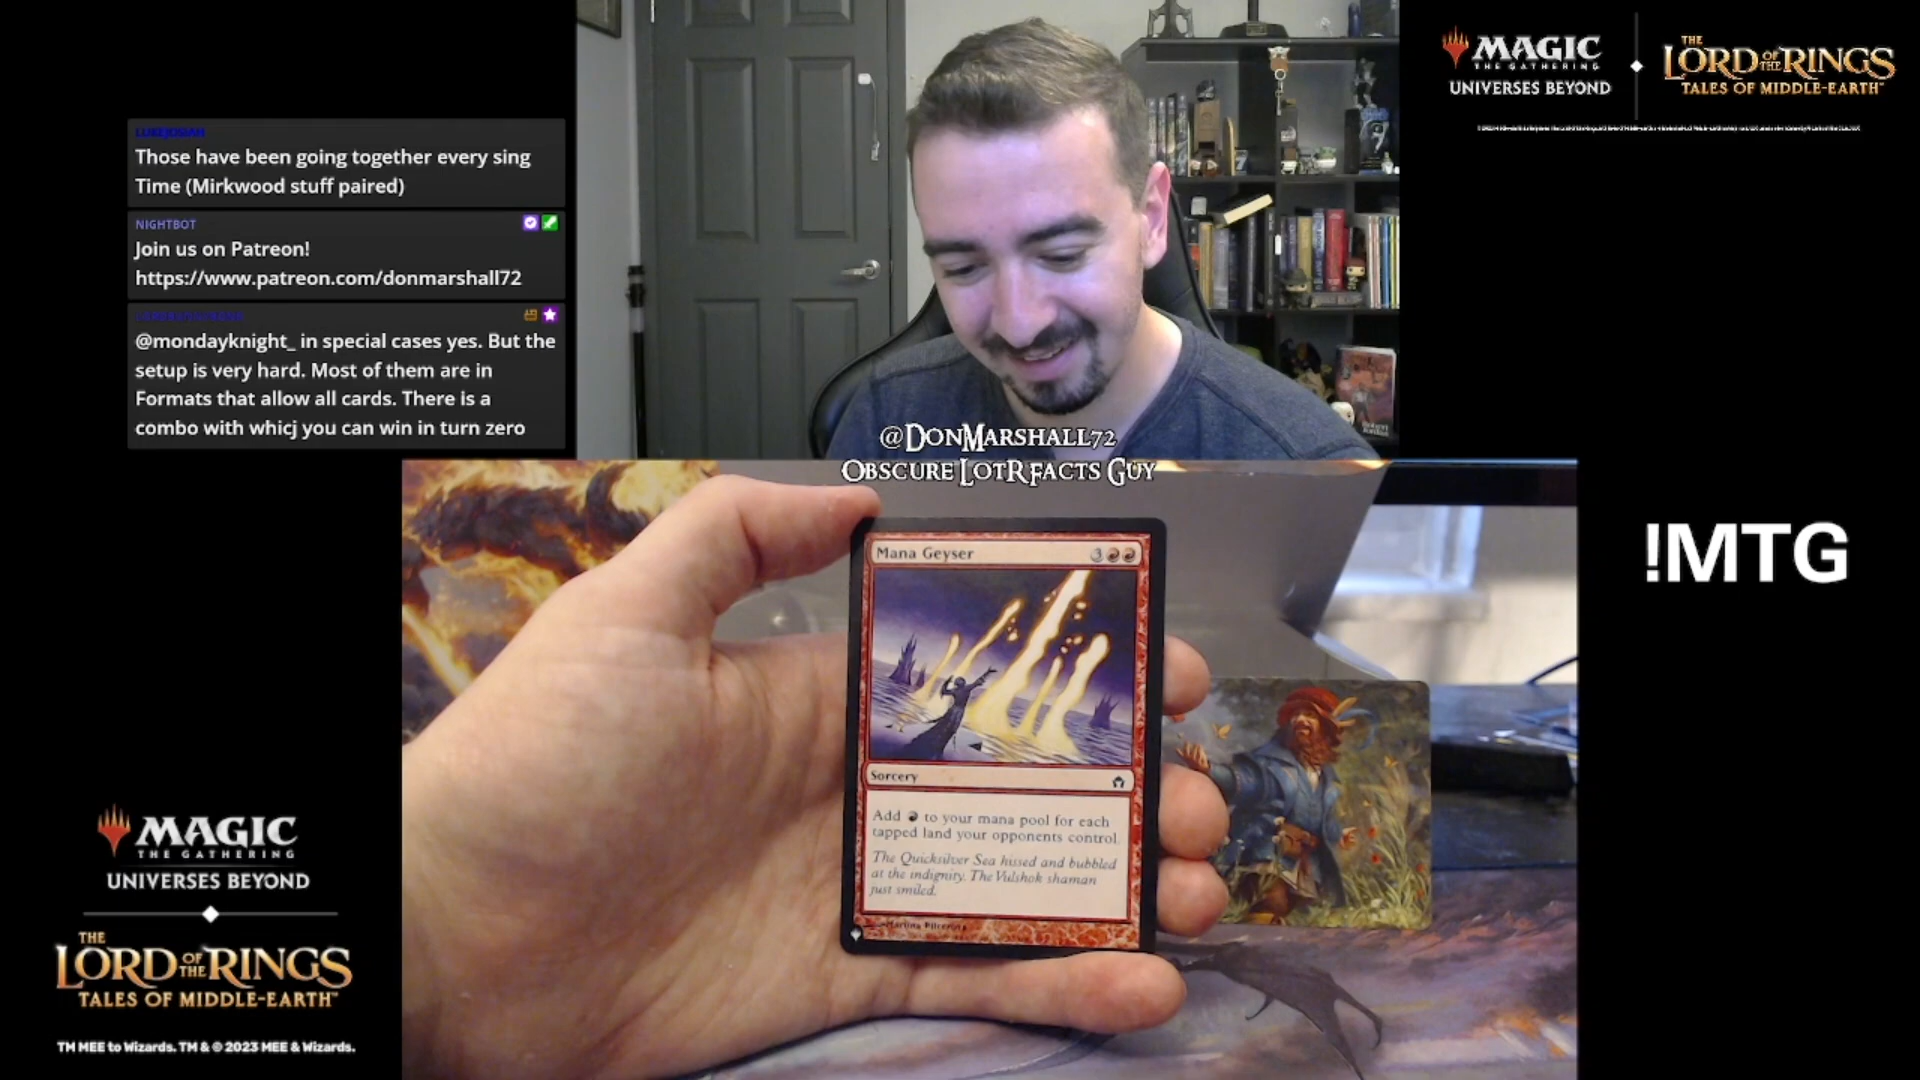 LUKEJOSIAH
Those have been going together every sing
Time (Mirkwood stuff paired)
NIGHTBOT
Join us on Patreon!
https://www.patreon.com/donmarshall72
@mondayknight_ in special cases yes. But the
setup is very hard. Most of them are in
Formats that allow all cards. There is a
combo with whicj you can win in turn zero
MAGIC
THE GATHERING
UNIVERSES BEYOND
THE
LORD OF THE RINGS
TALES OF MIDDLE-EARTH™
@DonMarshall72
Obscure LotR Facts Guy
!MTG
Mana Geyser 3
Sorcery
Add to your mana pool for each
tapped land your opponents control.
The Quicksilver Sea hissed and bubbled
at the indignity. The Vulshok shaman
just smiled.
MAGIC
THE GATHERING
UNIVERSES BEYOND
THE
LORD OF THE RINGS
TALES OF MIDDLE-EARTH™
TM MEE to Wizards. TM & © 2023 MEE & Wizards.